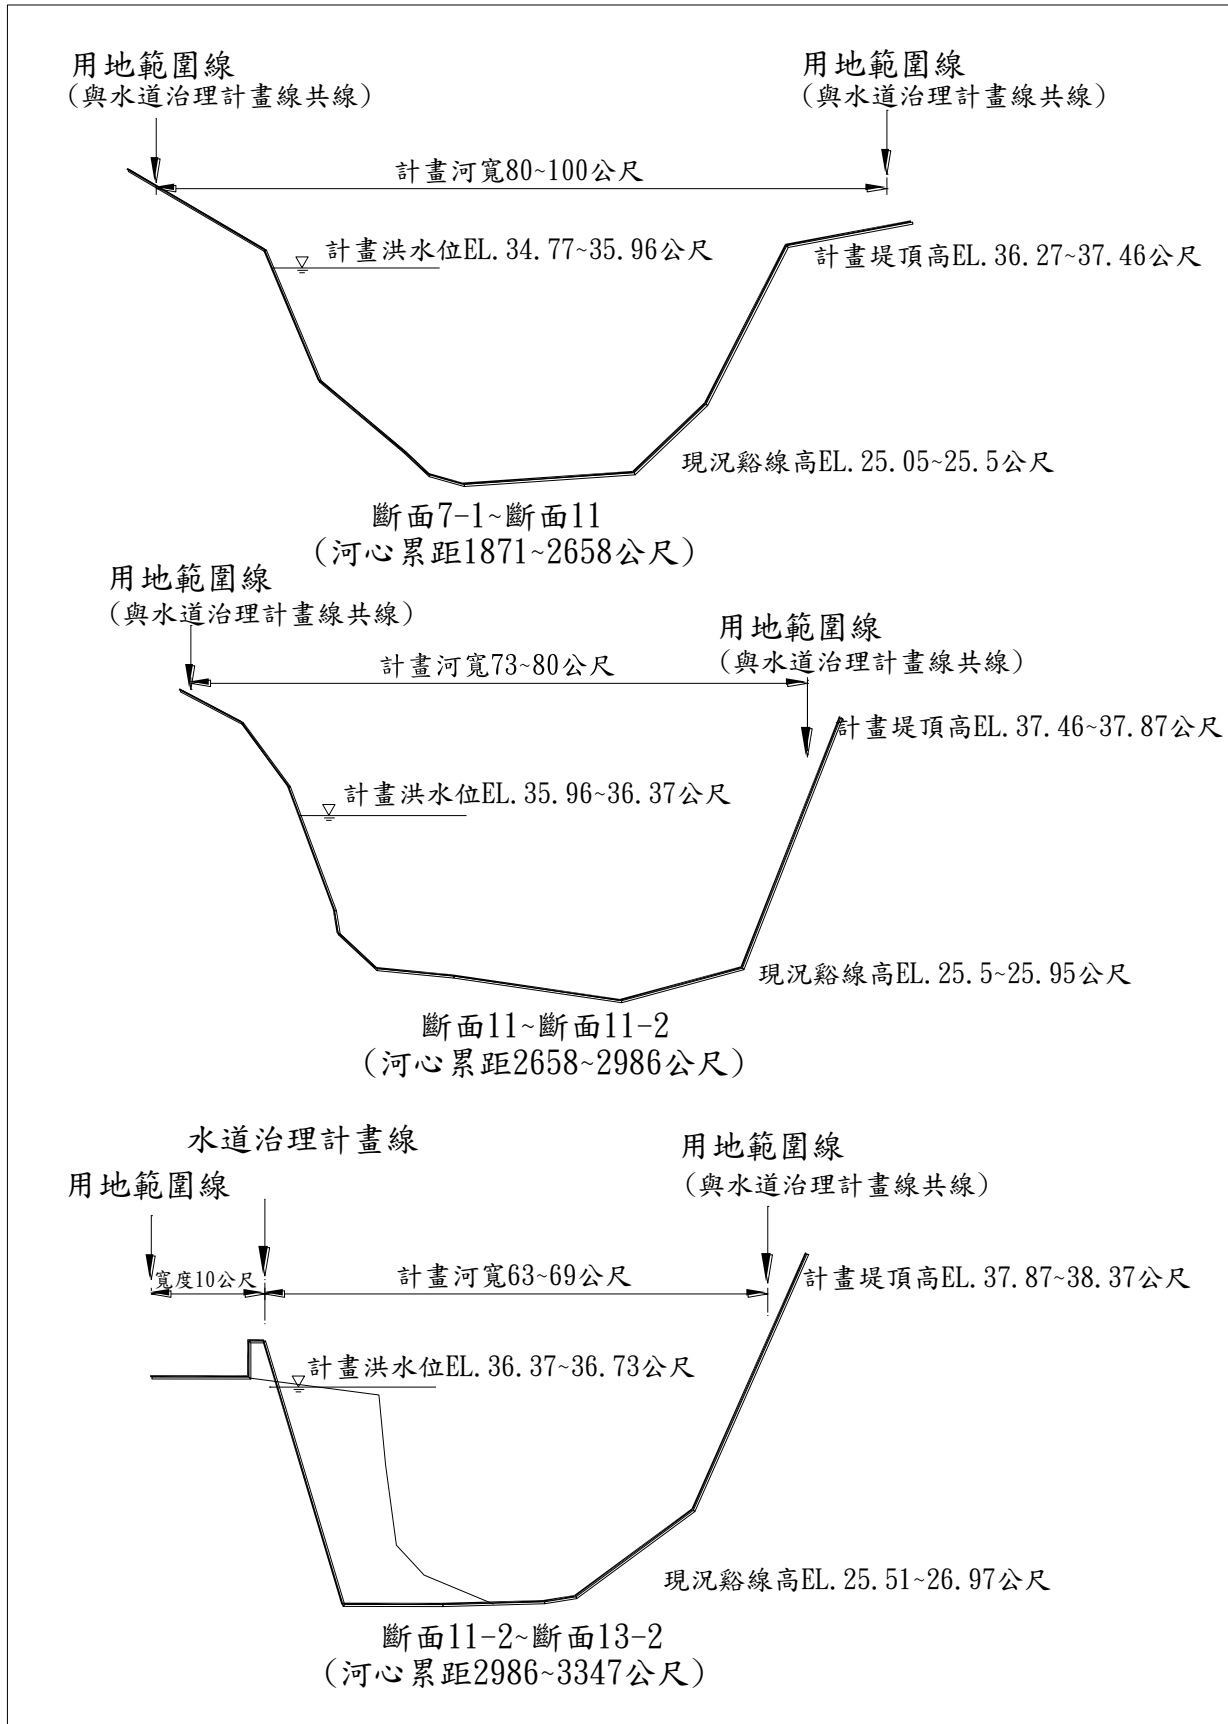 用地範圍線
(與水道治理計畫線共線)
用地範圍線
(與水道治理計畫線共線)
計畫河寬80~100公尺
計畫洪水位EL.34.77~35.96公尺
計畫堤頂高EL.36.27~37.46公尺
現況谿線高EL.25.05~25.5公尺
斷面7-1~斷面11
(河心累距1871~2658公尺)
用地範圍線
(與水道治理計畫線共線)
用地範圍線
(與水道治理計畫線共線)
計畫河寬73~80公尺
計畫堤頂高EL.37.46~37.87公尺
計畫洪水位EL.35.96~36.37公尺
現況谿線高EL.25.5~25.95公尺
斷面11~斷面11-2
(河心累距2658~2986公尺)
水道治理計畫線
用地範圍線
用地範圍線
(與水道治理計畫線共線)
寬度10公尺
計畫河寬63~69公尺
計畫堤頂高EL.37.87~38.37公尺
計畫洪水位EL.36.37~36.73公尺
現況谿線高EL.25.51~26.97公尺
斷面11-2~斷面13-2
(河心累距2986~3347公尺)